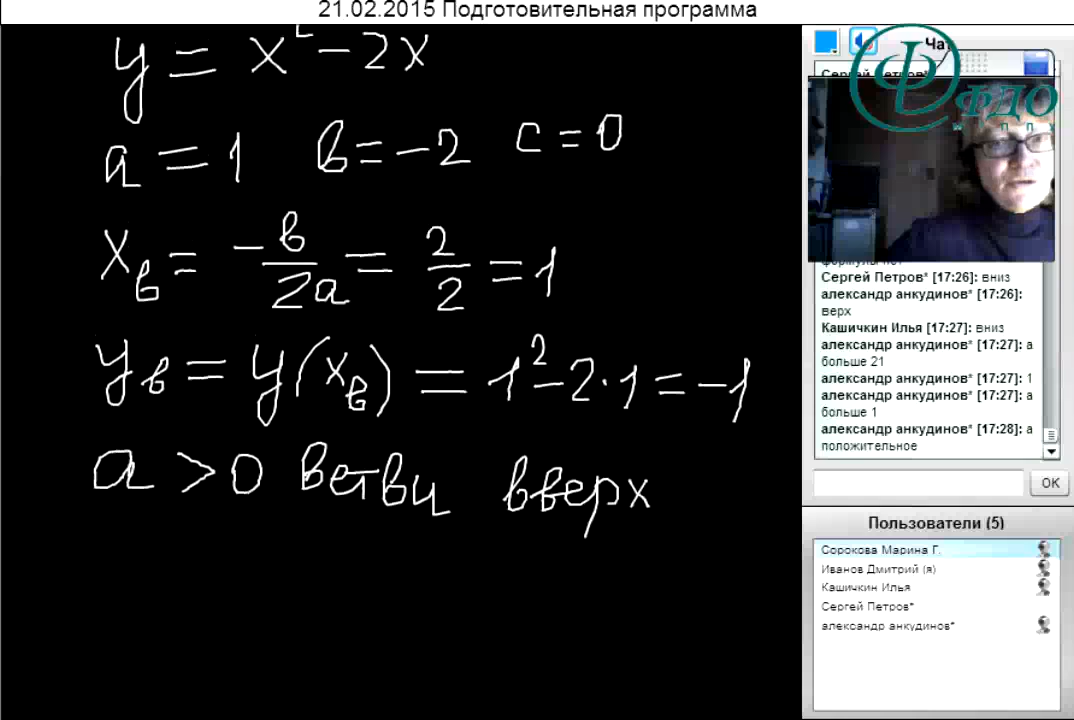 21.02.2015 Подготовительная программа
y = x² - 2x
a = 1 в = -2 c = 0
xв = -в/2a = 2/2 = 1
yв = y(xв) = 1² - 2·1 = -1
a > 0 ветви вверх
Чат
Сергей Петров*
ФДО
Сергей Петров* [17:26]: вниз
александр анкудинов* [17:26]:
верх
Кашичкин Илья [17:27]: вниз
александр анкудинов* [17:27]: а
больше 21
александр анкудинов* [17:27]: 1
александр анкудинов* [17:27]: а
больше 1
александр анкудинов* [17:28]: а
положительное
OK
Пользователи (5)
Сорокова Марина Г.
Иванов Дмитрий (я)
Кашичкин Илья
Сергей Петров*
александр анкудинов*